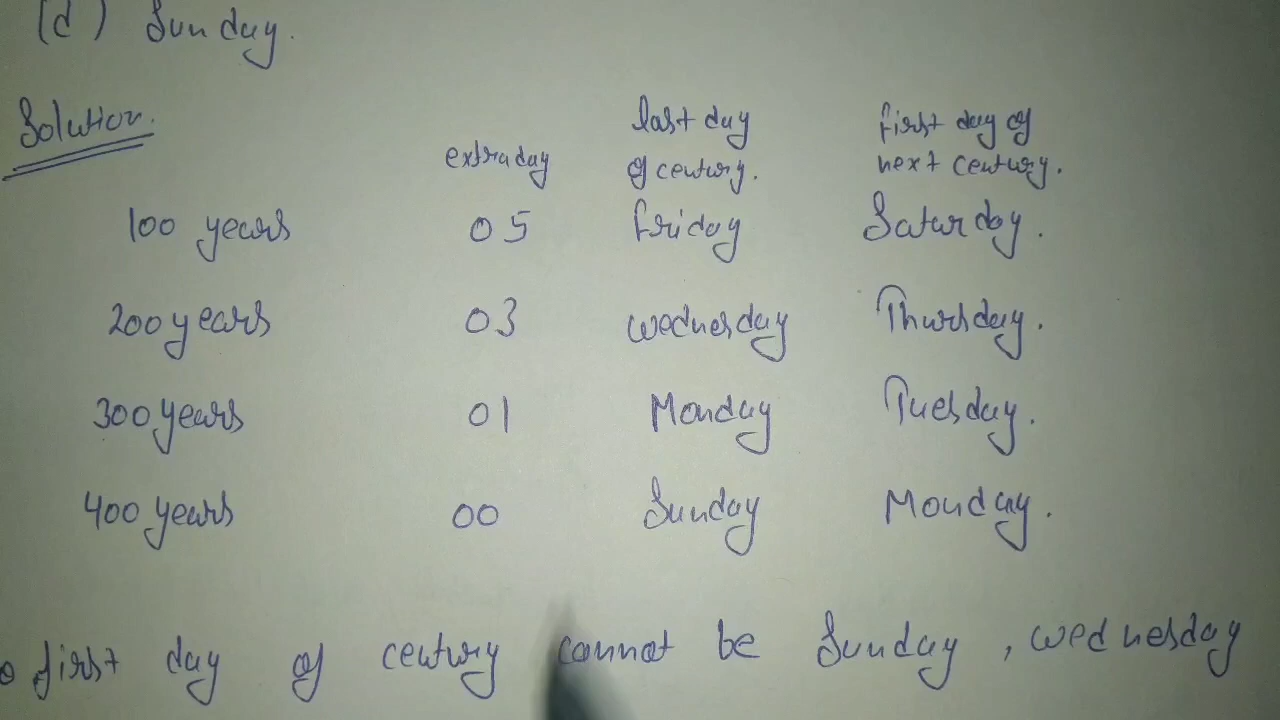 (d) Sunday.
Solution.
extraday
last day
of century.
first day of
next century.
100 years 05 friday Saturday.
200 years 03 wednesday Thursday.
300 years 01 Monday Tuesday.
400 years 00 Sunday Monday.
o first day of century cannot be Sunday, wednesday